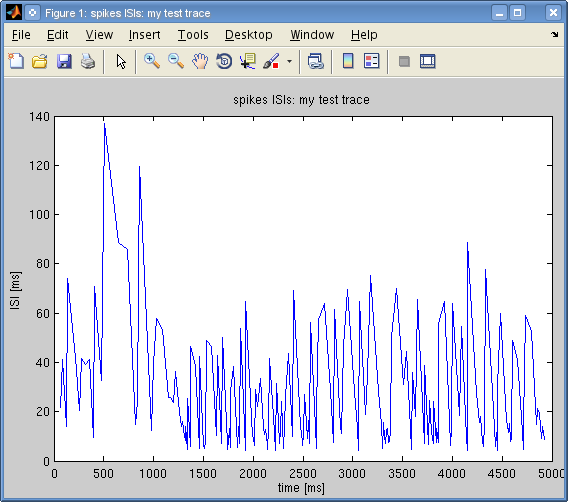 Figure 1: spikes ISIs: my test trace
File Edit View Insert Tools Desktop Window Help
spikes ISIs: my test trace
140
120
100
80
60
40
20
0
ISI [ms]
0 500 1000 1500 2000 2500 3000 3500 4000 4500 5000
time [ms]